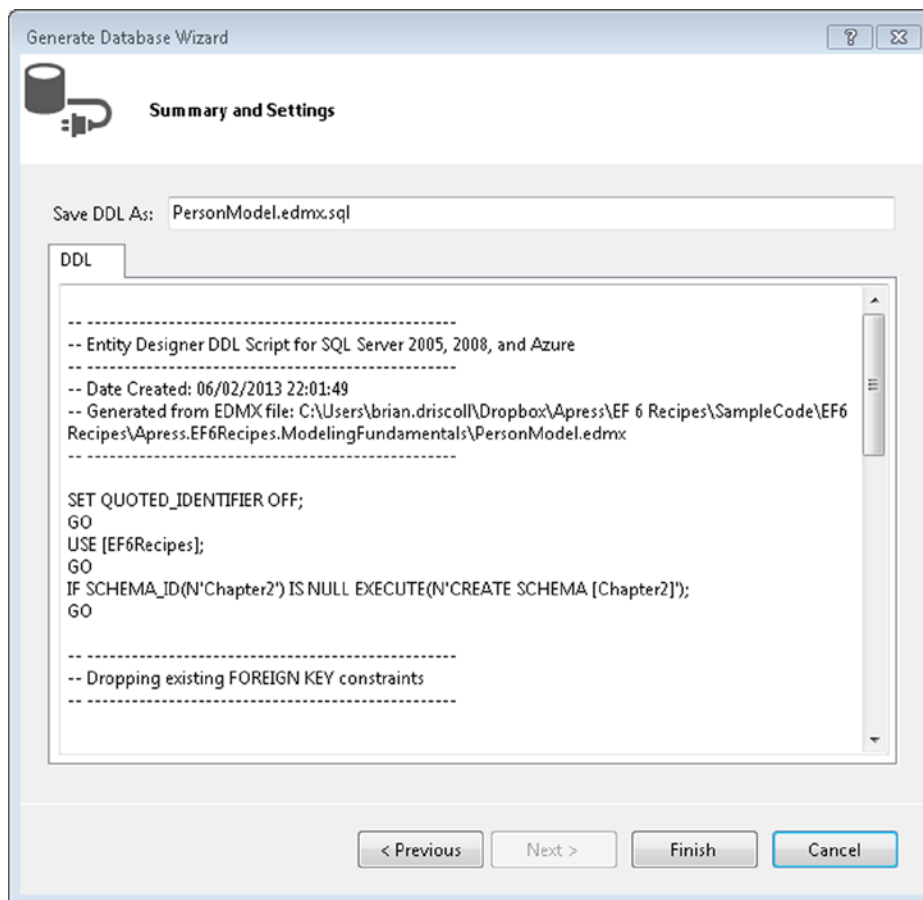 Generate Database Wizard
Summary and Settings
Save DDL As: PersonModel.edmx.sql
DDL
-- --------------------------------------------------
-- Entity Designer DDL Script for SQL Server 2005, 2008, and Azure
-- --------------------------------------------------
-- Date Created: 06/02/2013 22:01:49
-- Generated from EDMX file: C:\Users\brian.driscoll\Dropbox\Apress\EF 6 Recipes\SampleCode\EF6
Recipes\Apress.EF6Recipes.ModelingFundamentals\PersonModel.edmx
-- --------------------------------------------------
SET QUOTED_IDENTIFIER OFF;
GO
USE [EF6Recipes];
GO
IF SCHEMA_ID(N'Chapter2') IS NULL EXECUTE(N'CREATE SCHEMA [Chapter2]');
GO
-- --------------------------------------------------
-- Dropping existing FOREIGN KEY constraints
-- --------------------------------------------------
< Previous Next > Finish Cancel